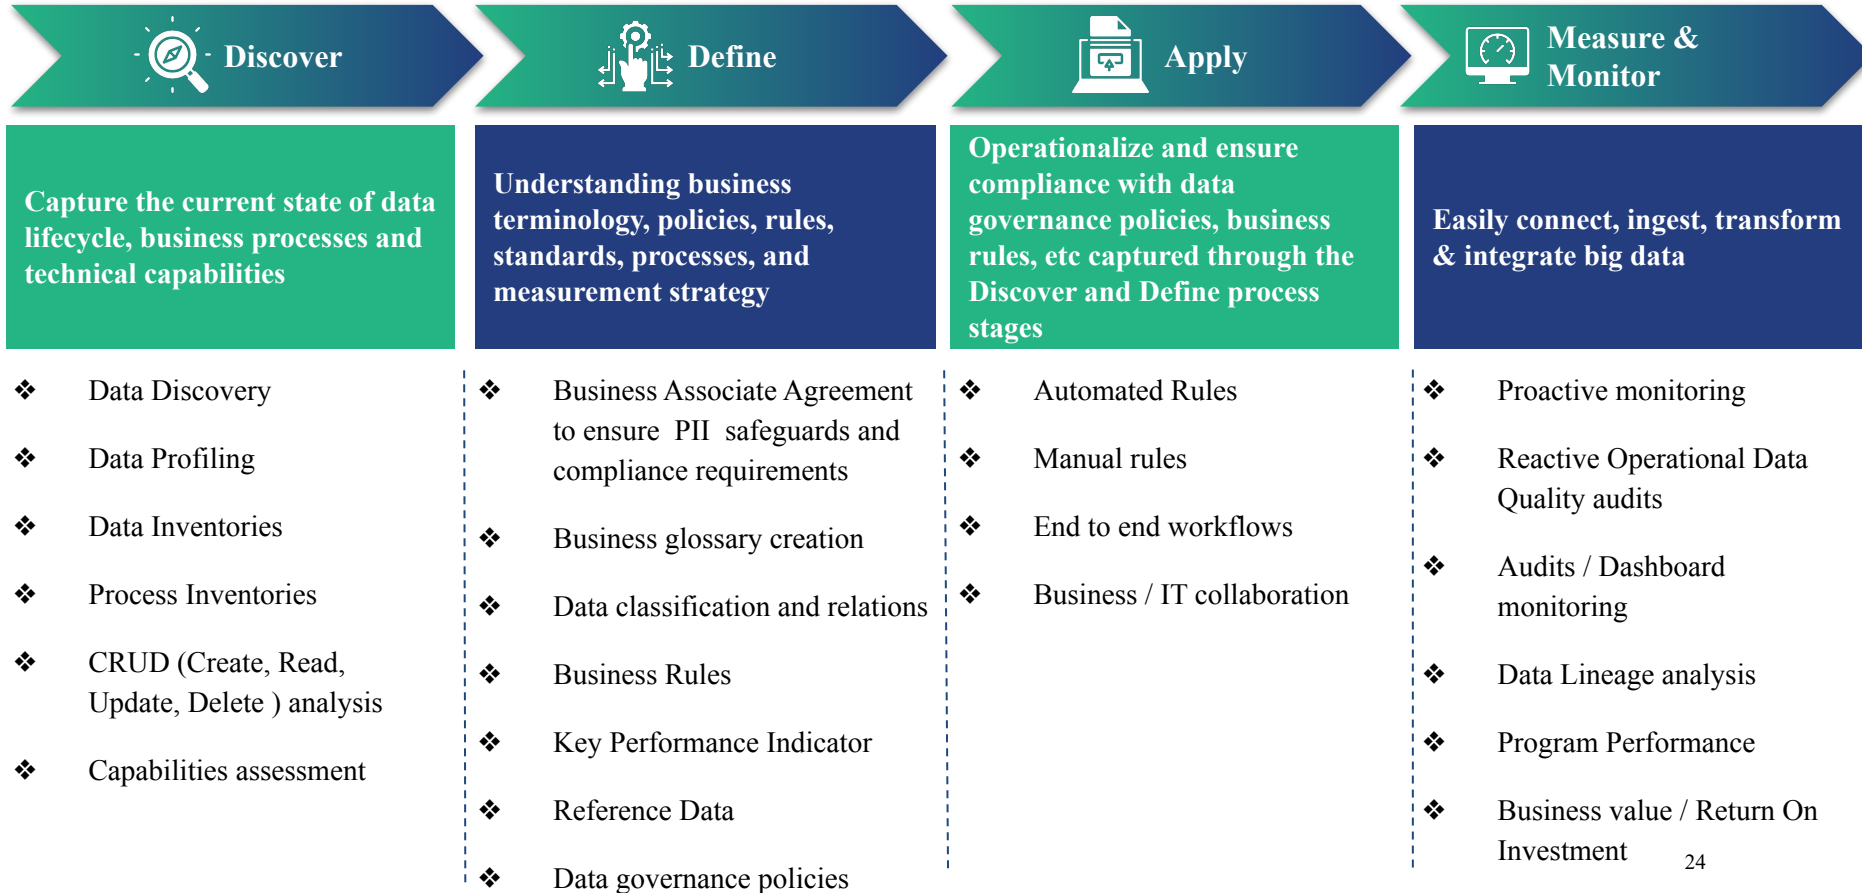 Discover
Define
Apply
Measure &
Monitor
Capture the current state of data
lifecycle, business processes and
technical capabilities
Understanding business
terminology, policies, rules,
standards, processes, and
measurement strategy
Operationalize and ensure
compliance with data
governance policies, business
rules, etc captured through the
Discover and Define process
stages
Easily connect, ingest, transform
& integrate big data
❖ Data Discovery
❖ Data Profiling
❖ Data Inventories
❖ Process Inventories
❖ CRUD (Create, Read,
Update, Delete ) analysis
❖ Capabilities assessment
❖ Business Associate Agreement
to ensure  PII  safeguards and
compliance requirements
❖ Business glossary creation
❖ Data classification and relations
❖ Business Rules
❖ Key Performance Indicator
❖ Reference Data
❖ Data governance policies
❖ Automated Rules
❖ Manual rules
❖ End to end workflows
❖ Business / IT collaboration
❖ Proactive monitoring
❖ Reactive Operational Data
Quality audits
❖ Audits / Dashboard
monitoring
❖ Data Lineage analysis
❖ Program Performance
❖ Business value / Return On
Investment
24